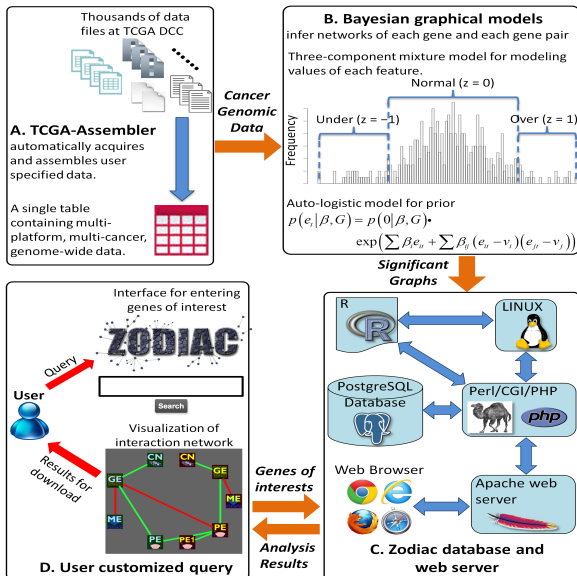 Thousands of data
files at TCGA DCC
A. TCGA-Assembler
automatically acquires
and assembles user
specified data.
A single table
containing multi-
platform, multi-cancer,
genome-wide data.
Cancer
Genomic
Data
B. Bayesian graphical models
infer networks of each gene and each gene pair
Three-component mixture model for modeling
values of each feature.
Normal (z = 0)
Under (z = −1)
Over (z = 1)
Frequency
Auto-logistic model for prior
p(e_t|β,G) = p(0|β,G)•
exp(∑β_i e_it + ∑β_ij (e_it − v_i)(e_jt − v_j))
Significant
Graphs
R
R
LINUX
PostgreSQL
Database
Perl/CGI/PHP
php
Web Browser
Apache web
server
C. Zodiac database and
web server
Genes of
interests
Analysis
Results
Interface for entering
genes of interest
ZODIAC
Query
User
Search
Visualization of
interaction network
Results for
download
CN
CN
GE
GE
ME
ME
PE
PE
PE1
D. User customized query